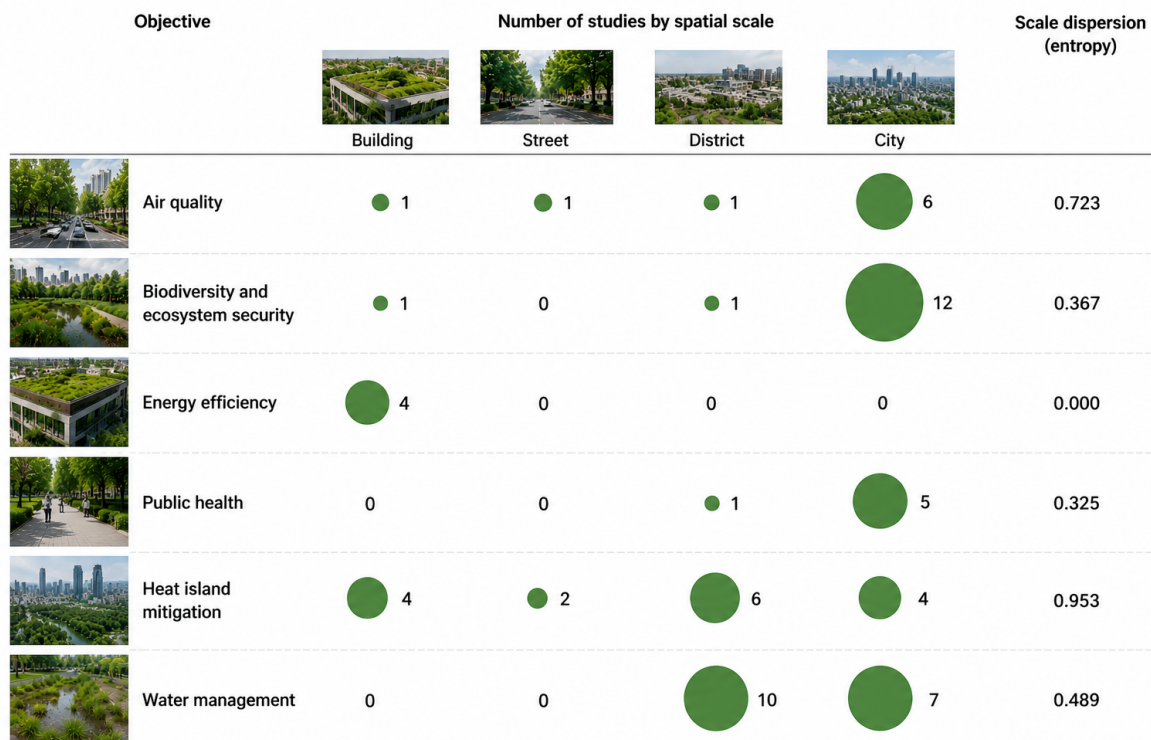 Objective
Number of studies by spatial scale
Scale dispersion
(entropy)
Building
Street
District
City
Air quality
1
1
1
6
0.723
Biodiversity and
ecosystem security
1
0
1
12
0.367
Energy efficiency
4
0
0
0
0.000
Public health
0
0
1
5
0.325
Heat island
mitigation
4
2
6
4
0.953
Water management
0
0
10
7
0.489